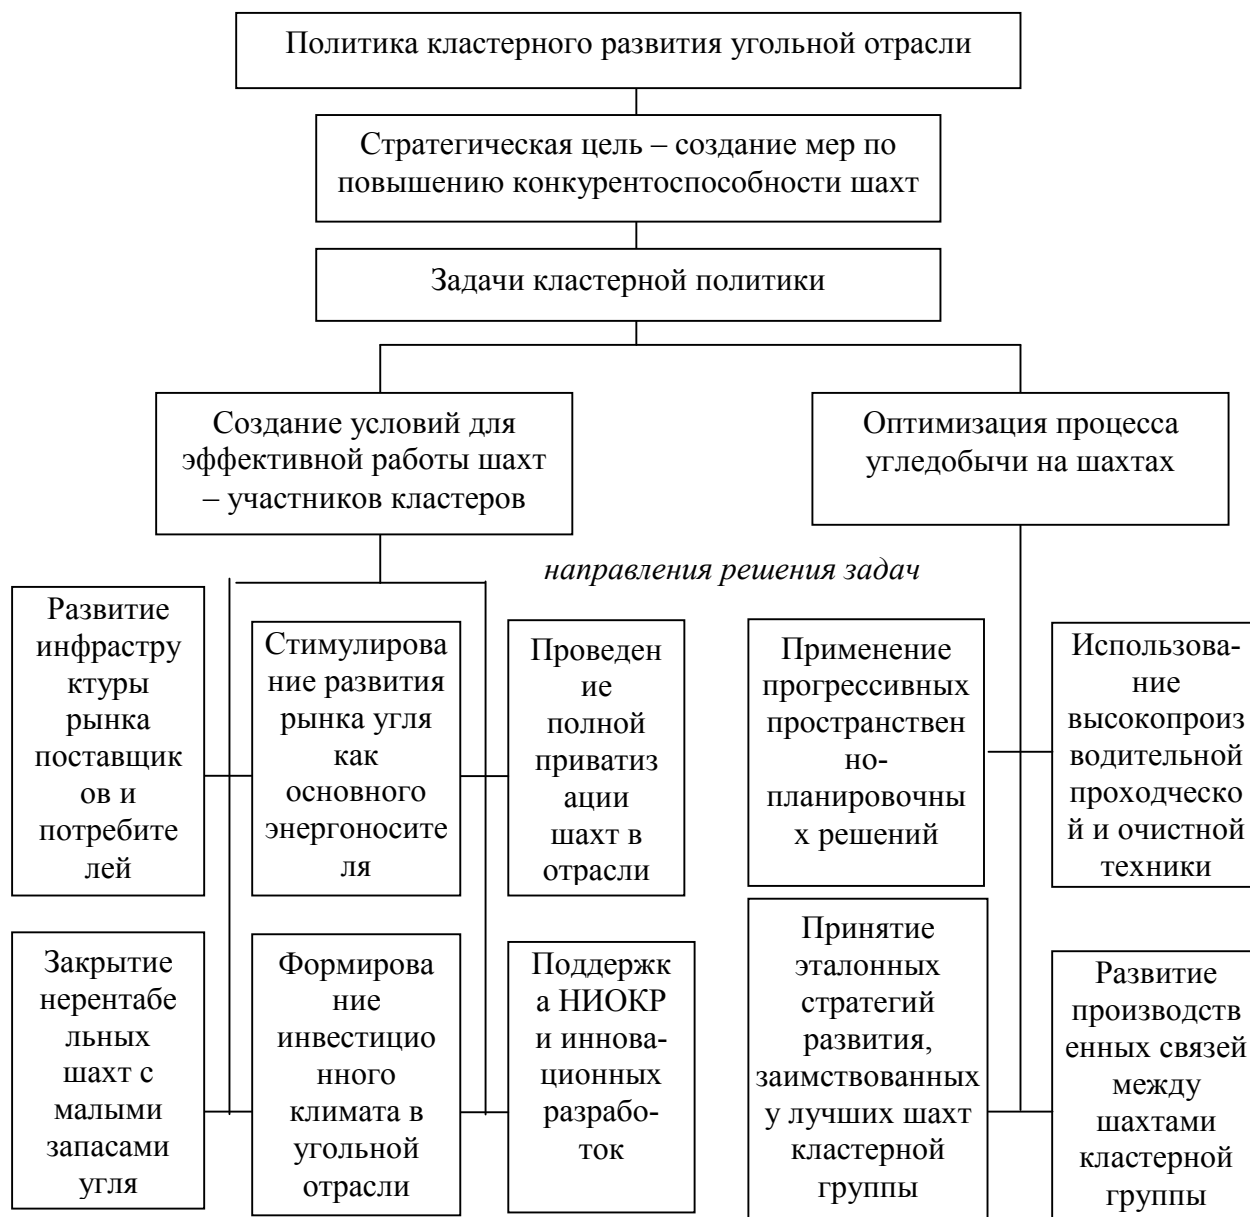 Политика кластерного развития угольной отрасли
Стратегическая цель – создание мер по
повышению конкурентоспособности шахт
Задачи кластерной политики
Создание условий для
эффективной работы шахт
– участников кластеров
Оптимизация процесса
угледобычи на шахтах
направления решения задач
Развитие
инфрастру
ктуры
рынка
поставщик
ов и
потребите
лей
Стимулирова
ние развития
рынка угля
как
основного
энергоносите
ля
Проведен
ие
полной
приватиз
ации
шахт в
отрасли
Применение
прогрессивных
пространствен
но-
планировочны
х решений
Использова-
ние
высокопроиз
водительной
проходческо
й и очистной
техники
Закрытие
нерентабе
льных
шахт с
малыми
запасами
угля
Формирова
ние
инвестицио
нного
климата в
угольной
отрасли
Поддержк
а НИОКР
и иннова-
ционных
разрабо-
ток
Принятие
эталонных
стратегий
развития,
заимствованных
у лучших шахт
кластерной
группы
Развитие
производств
енных связей
между
шахтами
кластерной
группы